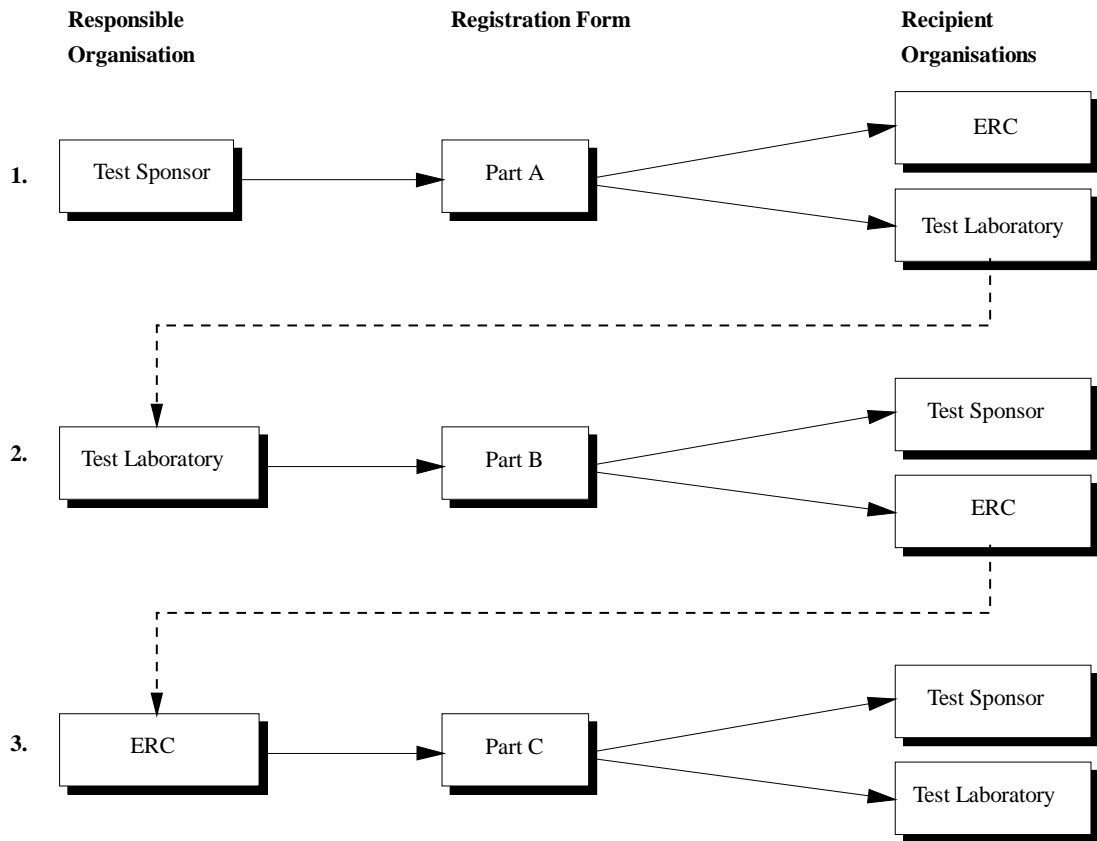 Responsible
Organisation
Registration Form
Recipient
Organisations
1.
Test Sponsor
Part A
ERC
Test Laboratory
2.
Test Laboratory
Part B
Test Sponsor
ERC
3.
ERC
Part C
Test Sponsor
Test Laboratory